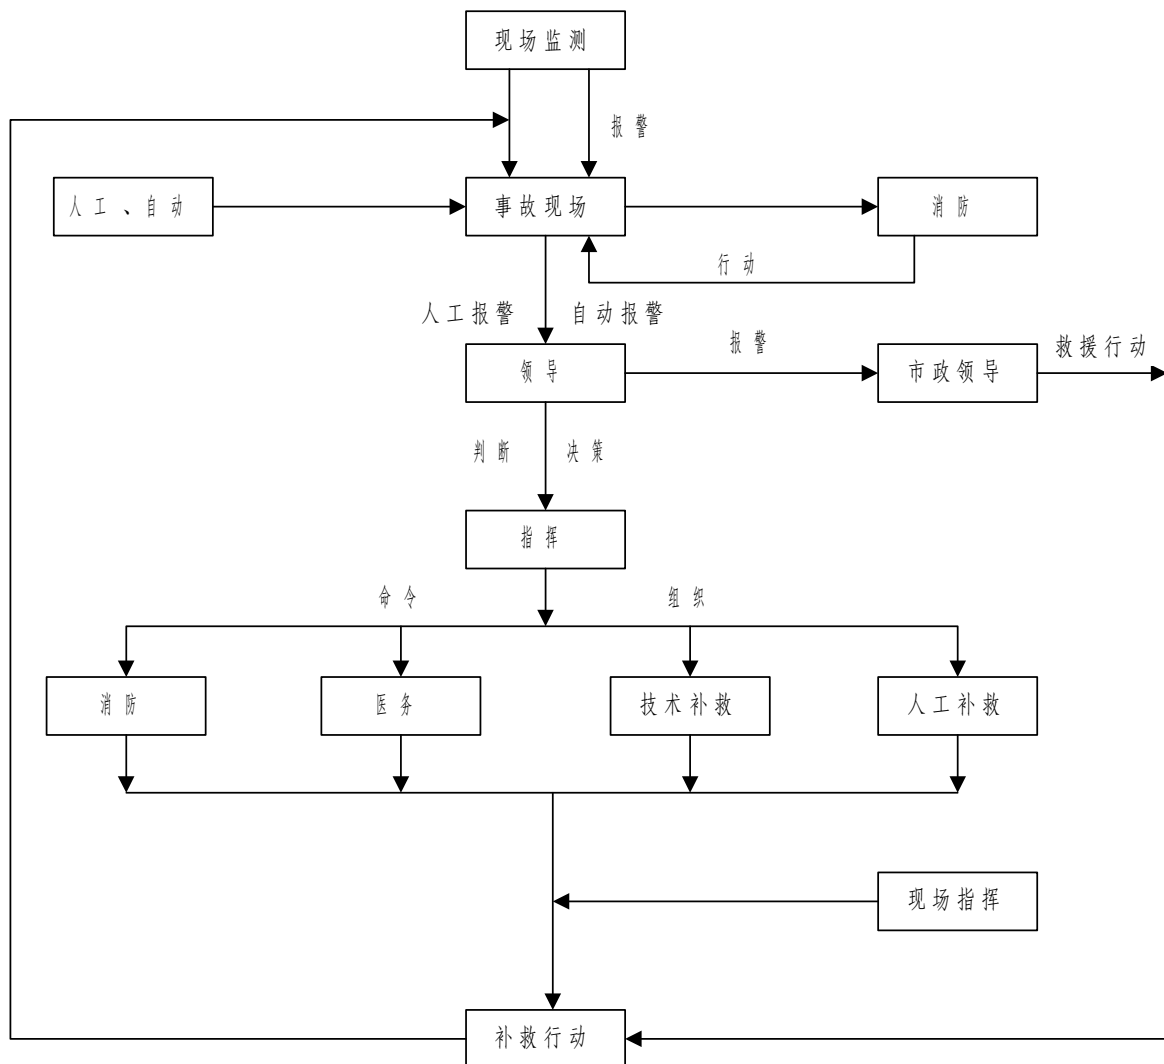 现场监测
报警
人工、自动
事故现场
消防
行动
人工报警
自动报警
报警
救援行动
领导
市政领导
判断
决策
指挥
命令
组织
消防
医务
技术补救
人工补救
现场指挥
补救行动